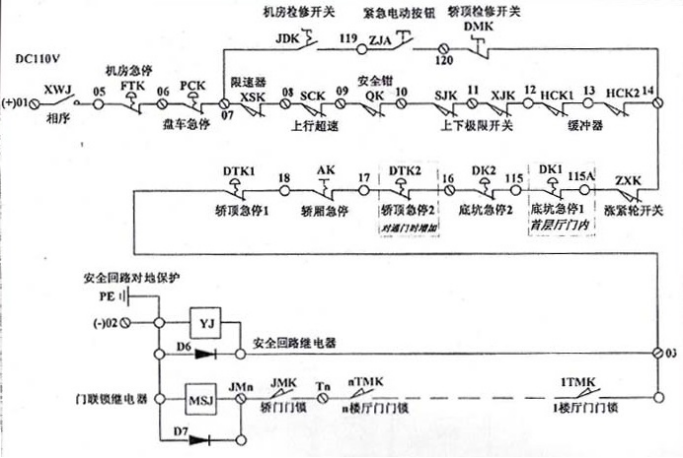 机房检修开关 紧急电动按钮 轿顶检修开关
JDK 119 ZJA 120 DMK
DC110V
机房急停 限速器 安全钳
(+)01 XWJ 05 FTK 06 PCK 07 XSK 08 SCK 09 QK 10 SJK 11 XJK 12 HCK1 13 HCK2 14
相序 盘车急停 上行超速 上下极限开关 缓冲器
DTK1 18 AK 17 DTK2 16 DK2 115 DK1 115A ZXK
轿顶急停1 轿厢急停 轿顶急停2 底坑急停2 底坑急停1 涨紧轮开关
对通门时增加 首层厅门内
安全回路对地保护
PE
(-)02 YJ
D6 安全回路继电器 03
门联锁继电器 MSJ JMn JMK Tn nTMK 1TMK
轿门门锁 n楼厅门门锁 1楼厅门门锁
D7